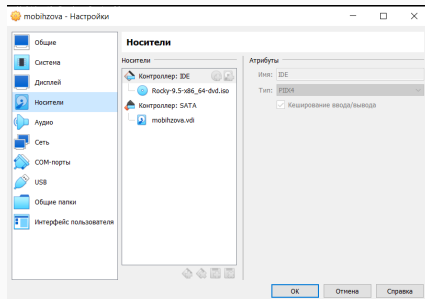 mobihzova - Настройки
Общие
Система
Дисплей
Носители
Аудио
Сеть
COM-порты
USB
Общие папки
Интерфейс пользователя
Носители
Носители
Контроллер: IDE
Rocky-9.5-x86_64-dvd.iso
Контроллер: SATA
mobihzova.vdi
Атрибуты
Имя: IDE
Тип: PIIX4
Кеширование ввода/вывода
OK Отмена Справка